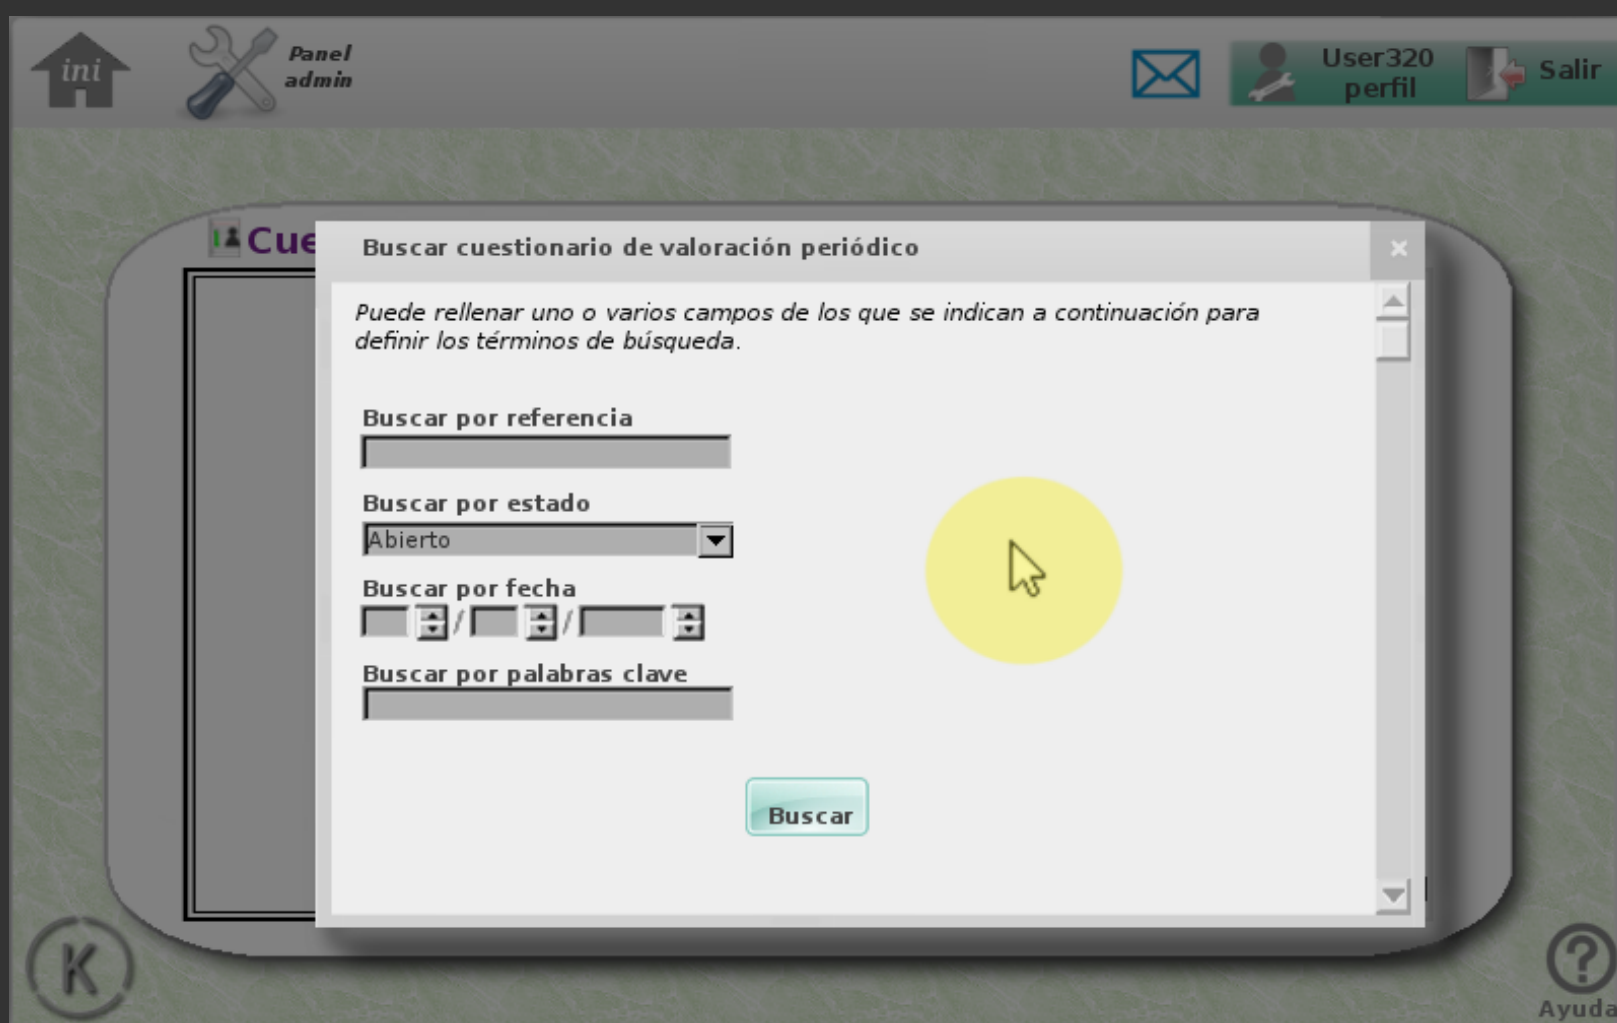 ini
Panel
admin
User320
perfil
Salir
Cue
Buscar cuestionario de valoración periódico
Puede rellenar uno o varios campos de los que se indican a continuación para
definir los términos de búsqueda.
Buscar por referencia
Buscar por estado
Abierto
Buscar por fecha
/ /
Buscar por palabras clave
Buscar
K
?
Ayuda